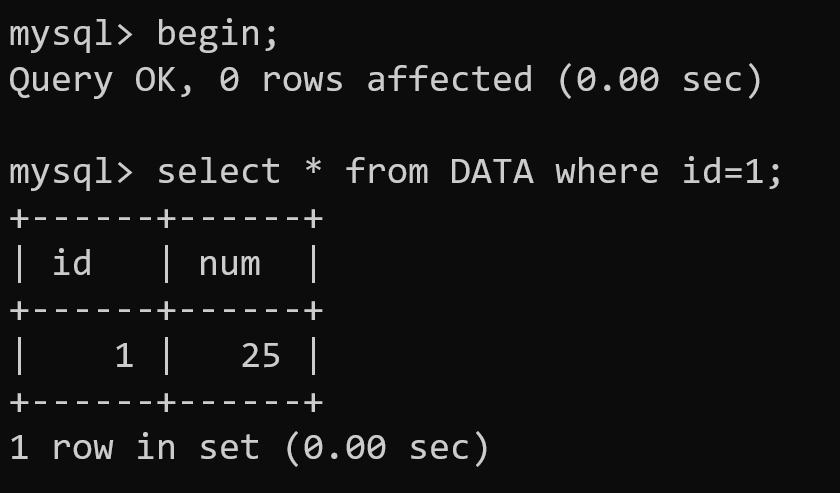 mysql> begin;
Query OK, 0 rows affected (0.00 sec)
mysql> select * from DATA where id=1;
+------+------+
| id   | num  |
+------+------+
|    1 |   25 |
+------+------+
1 row in set (0.00 sec)